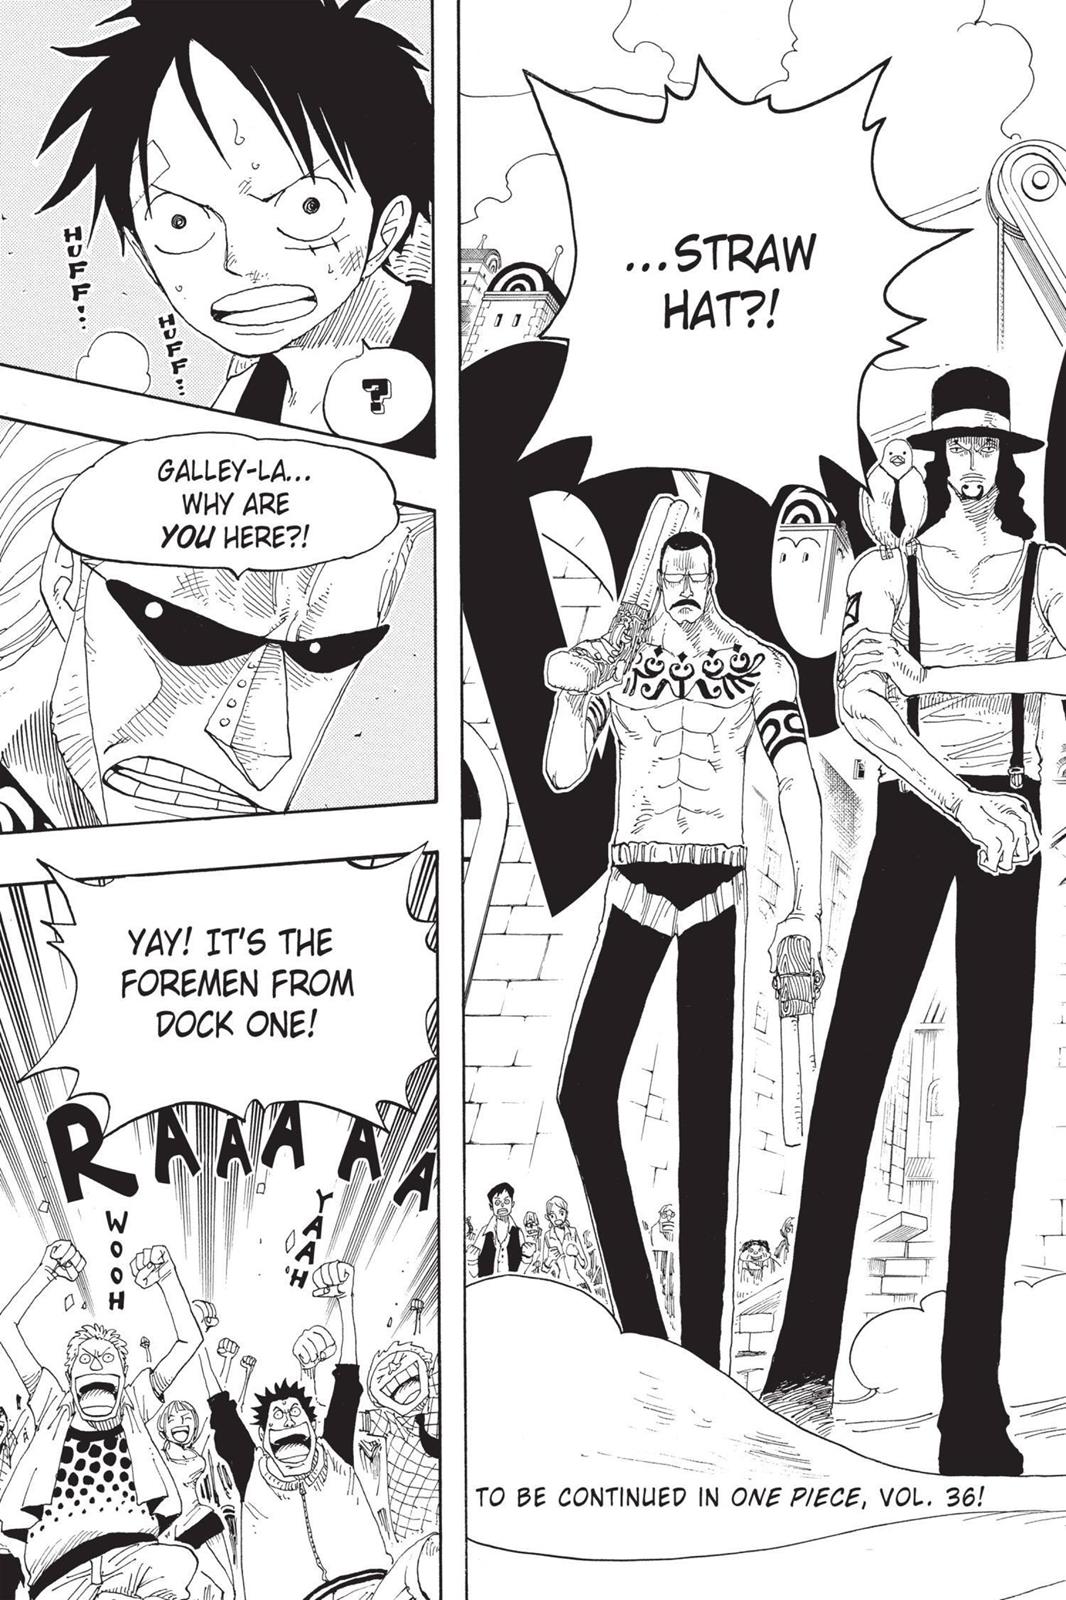 HUFF!...
HUFF...
?
GALLEY-LA...
WHY ARE
YOU HERE?!
YAY! IT'S THE
FOREMEN FROM
DOCK ONE!
RAAAAA
WOOH
YAAH
...STRAW
HAT?!
TO BE CONTINUED IN ONE PIECE, VOL. 36!